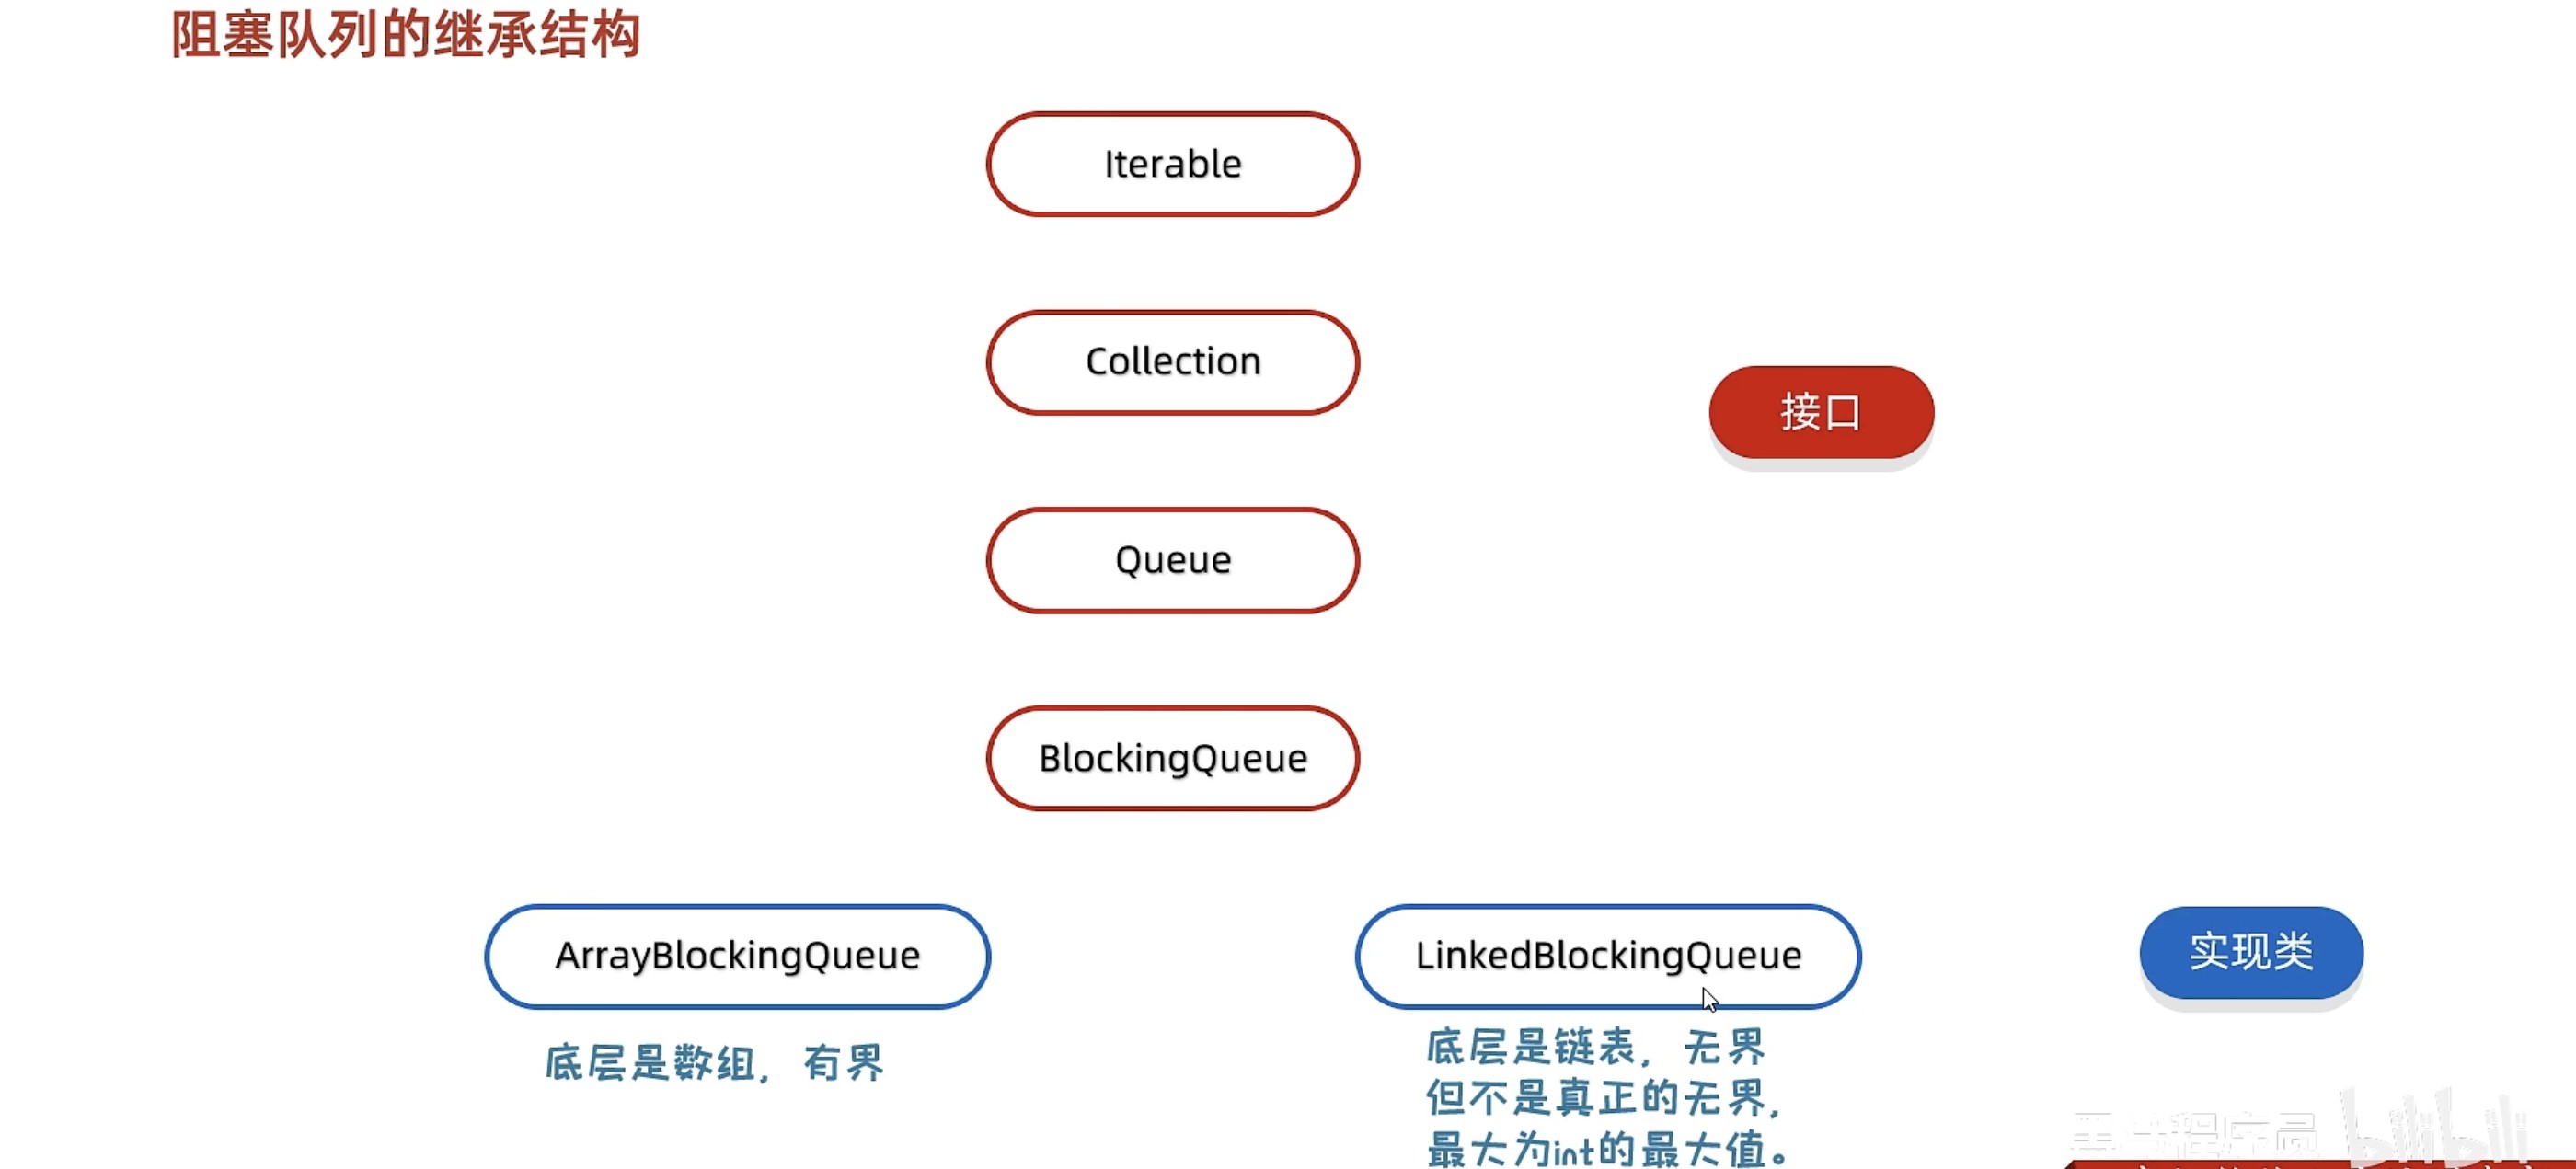 阻塞队列的继承结构
Iterable
Collection
接口
Queue
BlockingQueue
ArrayBlockingQueue
LinkedBlockingQueue
实现类
底层是数组，有界
底层是链表，无界
但不是真正的无界，
最大为int的最大值。
程序员 bilibili